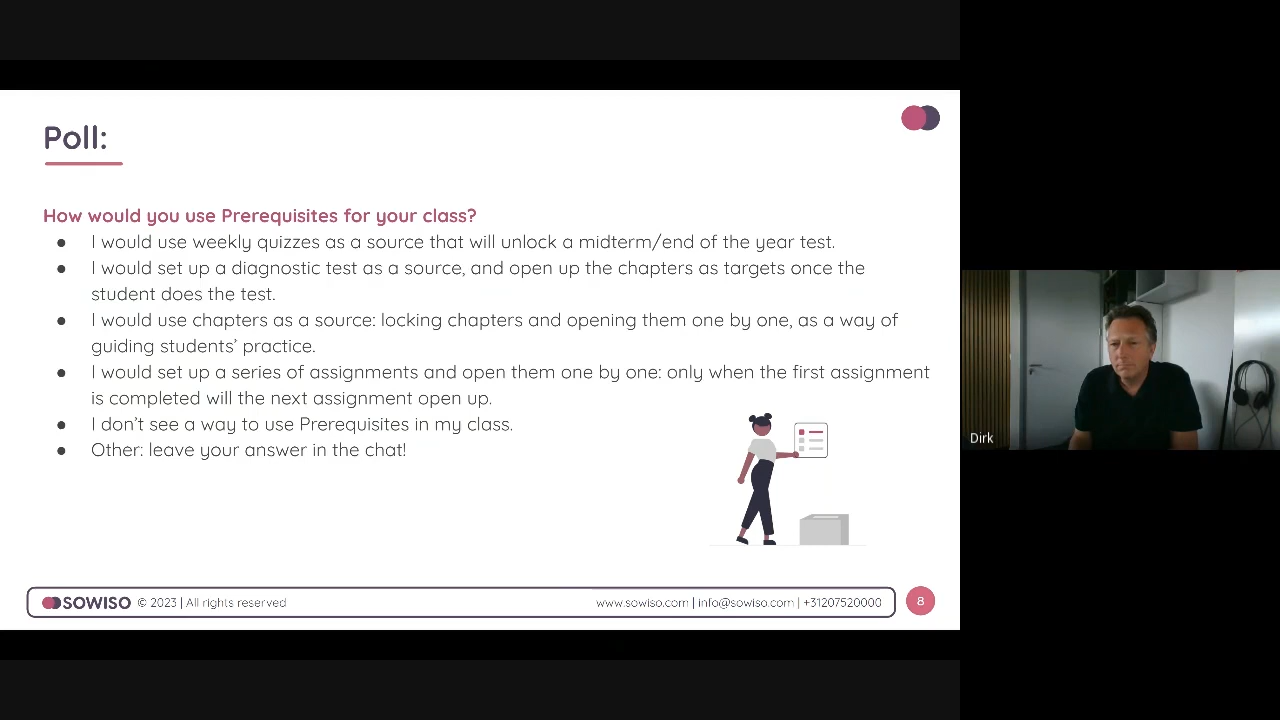 Poll:
How would you use Prerequisites for your class?
● I would use weekly quizzes as a source that will unlock a midterm/end of the year test.
● I would set up a diagnostic test as a source, and open up the chapters as targets once the
student does the test.
● I would use chapters as a source: locking chapters and opening them one by one, as a way of
guiding students’ practice.
● I would set up a series of assignments and open them one by one: only when the first assignment
is completed will the next assignment open up.
● I don’t see a way to use Prerequisites in my class.
● Other: leave your answer in the chat!
SOWISO © 2023 | All rights reserved
www.sowiso.com | info@sowiso.com | +31207520000
8
Dirk